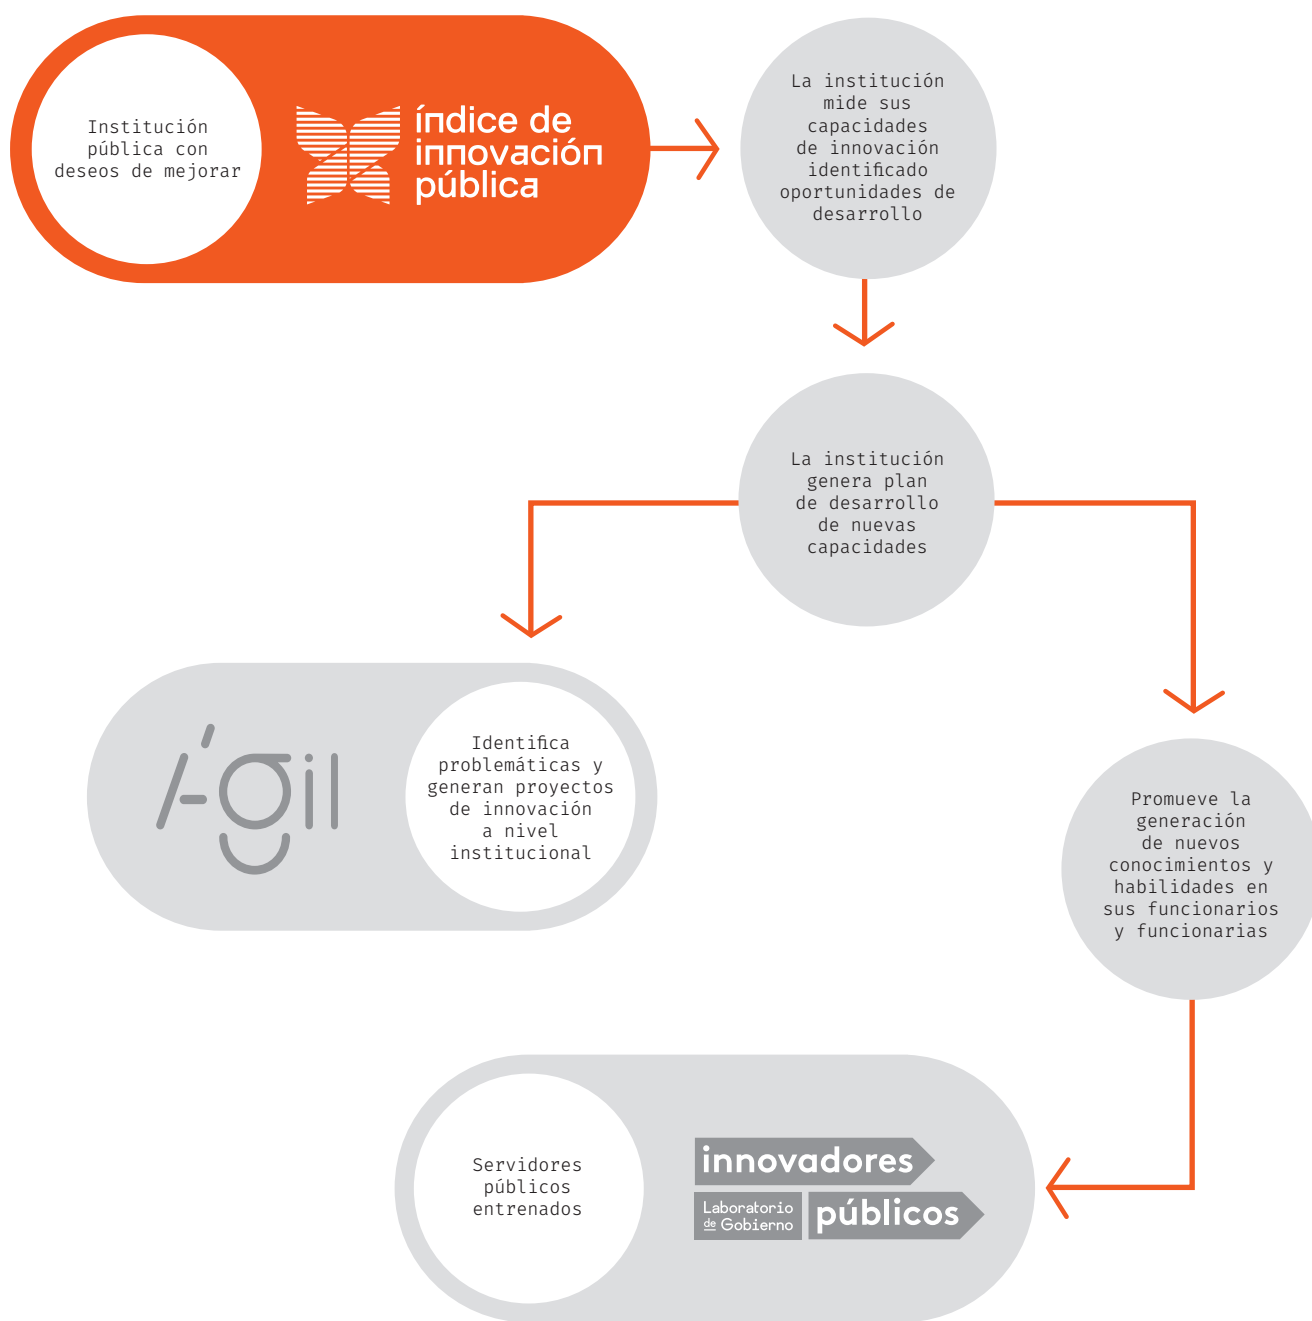 Institución
pública con
deseos de mejorar
índice de
innovación
pública
La institución
mide sus
capacidades
de innovación
identificado
oportunidades de
desarrollo
La institución
genera plan
de desarrollo
de nuevas
capacidades
Ágil
Identifica
problemáticas y
generan proyectos
de innovación
a nivel
institucional
Promueve la
generación
de nuevos
conocimientos y
habilidades en
sus funcionarios
y funcionarias
Servidores
públicos
entrenados
innovadores
Laboratorio
de Gobierno
públicos